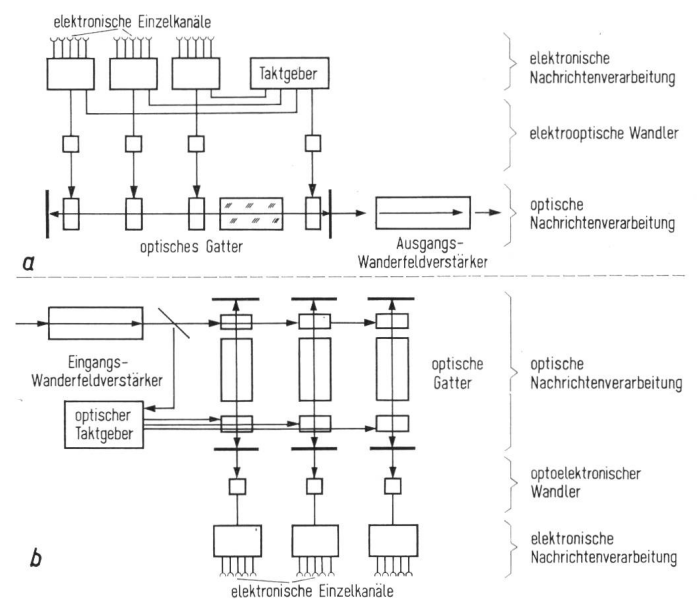 elektronische Einzelkanäle
Taktgeber
elektronische
Nachrichtenverarbeitung
elektrooptische Wandler
optische
Nachrichtenverarbeitung
optisches Gatter
Ausgangs-
Wanderfeldverstärker
a
Eingangs-
Wanderfeldverstärker
optische
Gatter
optische
Nachrichtenverarbeitung
optischer
Taktgeber
optoelektronischer
Wandler
elektronische
Nachrichtenverarbeitung
b
elektronische Einzelkanäle